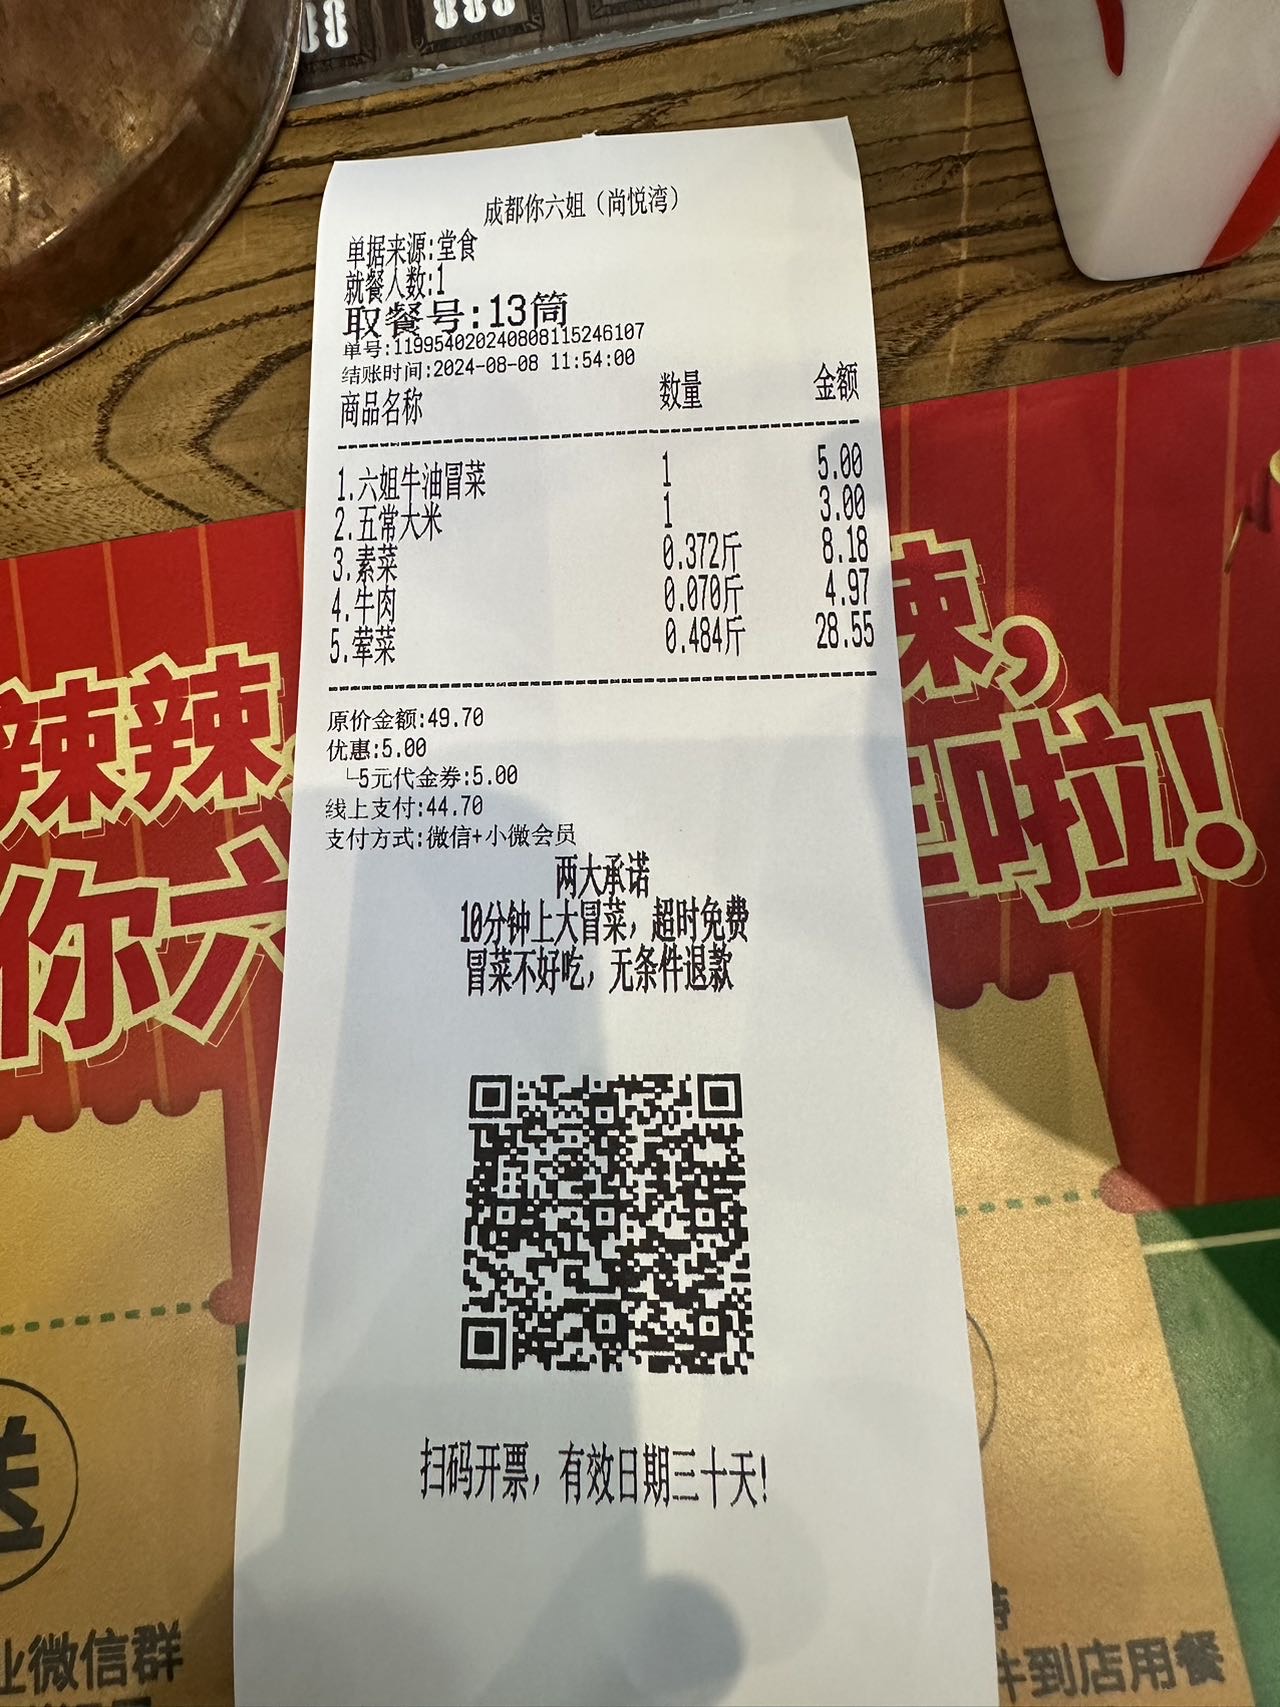 88
888
成都你六姐（尚悦湾）
单据来源:堂食
就餐人数:1
取餐号:13筒
单号:119954020240808115246107
结账时间:2024-08-08 11:54:00
商品名称 数量 金额
1.六姐牛油冒菜 1 5.00
2.五常大米 1 3.00
3.素菜 0.372斤 8.18
4.牛肉 0.070斤 4.97
5.荤菜 0.484斤 28.55
原价金额:49.70
优惠:5.00
└5元代金券:5.00
线上支付:44.70
支付方式:微信+小微会员
两大承诺
10分钟上大冒菜，超时免费
冒菜不好吃，无条件退款
扫码开票，有效日期三十天!
辣辣 辣,
你六 啦!
送
业微信群
到店用餐